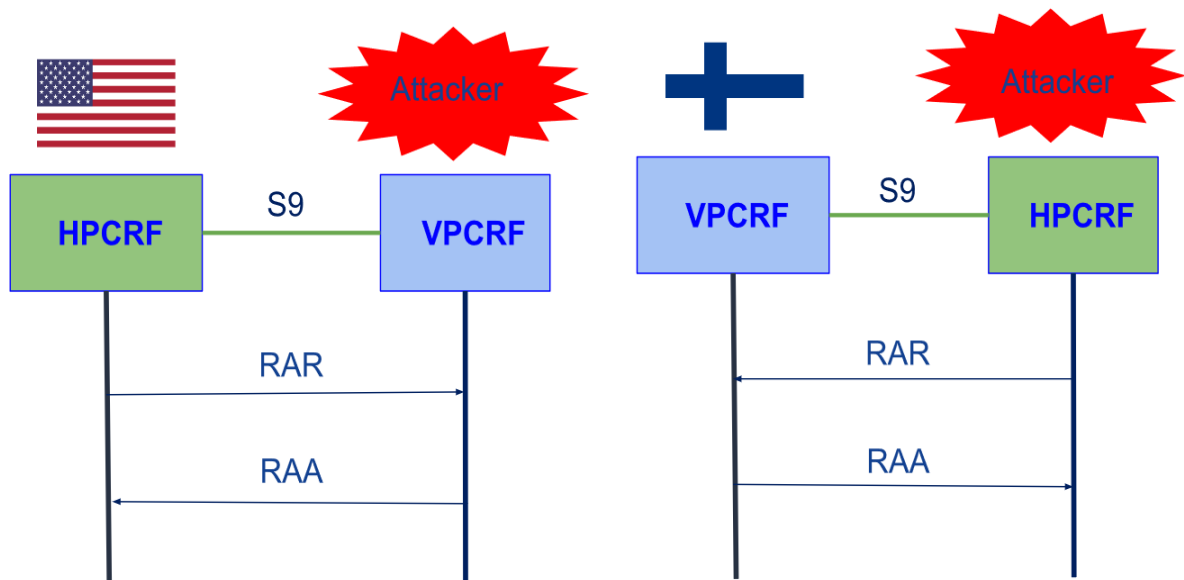 Attacker
HPCRF
S9
VPCRF
RAR
RAA
Attacker
VPCRF
S9
HPCRF
RAR
RAA